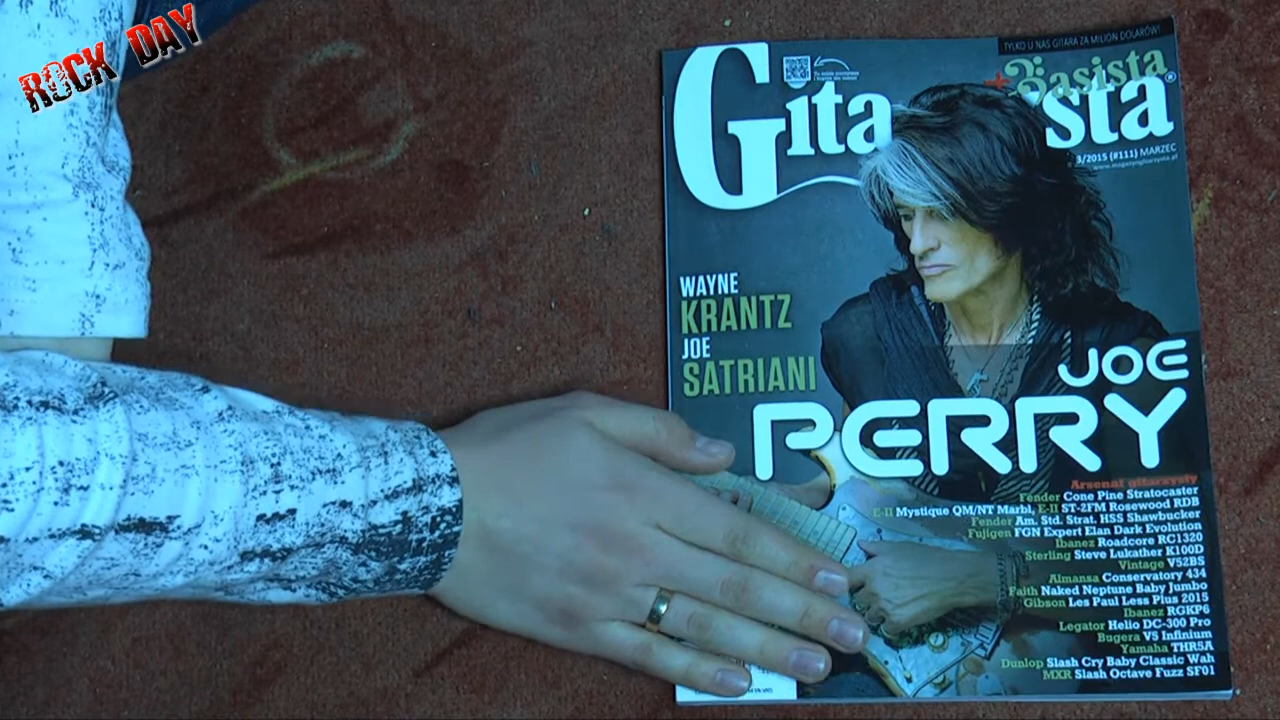 ROCK DAY
TYLKO U NAS GITARA ZA MILION DOLARÓW!
+Basista
Gita ysta
3/2015 (#111) MARZEC
www.magazyngitarzysta.pl
WAYNE
KRANTZ
JOE
SATRIANI
JOE
PERRY
Arsenał gitarzysty
Fender Cone Pine Stratocaster
E-II Mystique QM/NT Marbl, E-II ST-2FM Rosewood RDB
Fender Am. Std. Strat. HSS Shawbucker
Fujigen FGN Expert Elan Dark Evolution
Ibanez Roadcore RC1320
Sterling Steve Lukather K100D
Vintage V52BS
Almansa Conservatory 434
Faith Naked Neptune Baby Jumbo
Gibson Les Paul Less Plus 2015
Ibanez RGKP6
Legator Helio DC-300 Pro
Bugera V5 Infinium
Yamaha THR5A
Dunlop Slash Cry Baby Classic Wah
MXR Slash Octave Fuzz SF01